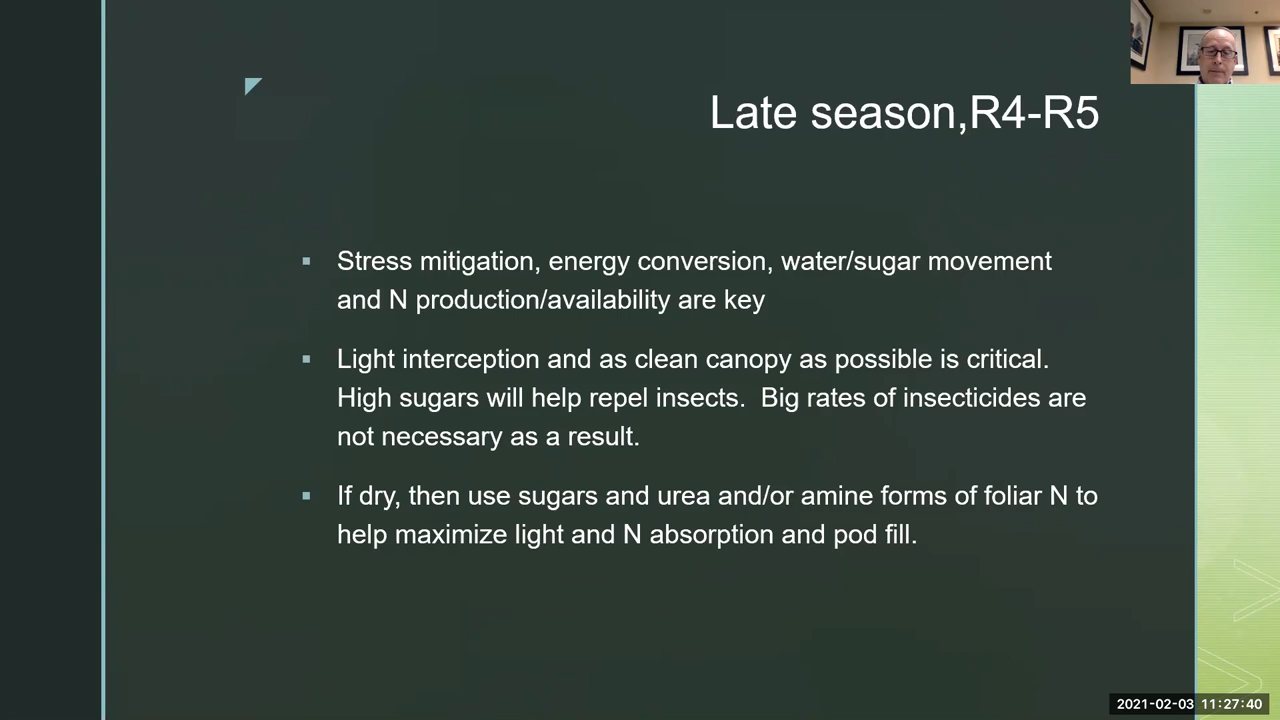 Late season,R4-R5
Stress mitigation, energy conversion, water/sugar movement
and N production/availability are key
Light interception and as clean canopy as possible is critical.
High sugars will help repel insects.  Big rates of insecticides are
not necessary as a result.
If dry, then use sugars and urea and/or amine forms of foliar N to
help maximize light and N absorption and pod fill.
2021-02-03 11:27:40